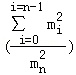 i=n-1
Σ m_i^2
(i=0)
m_n^2